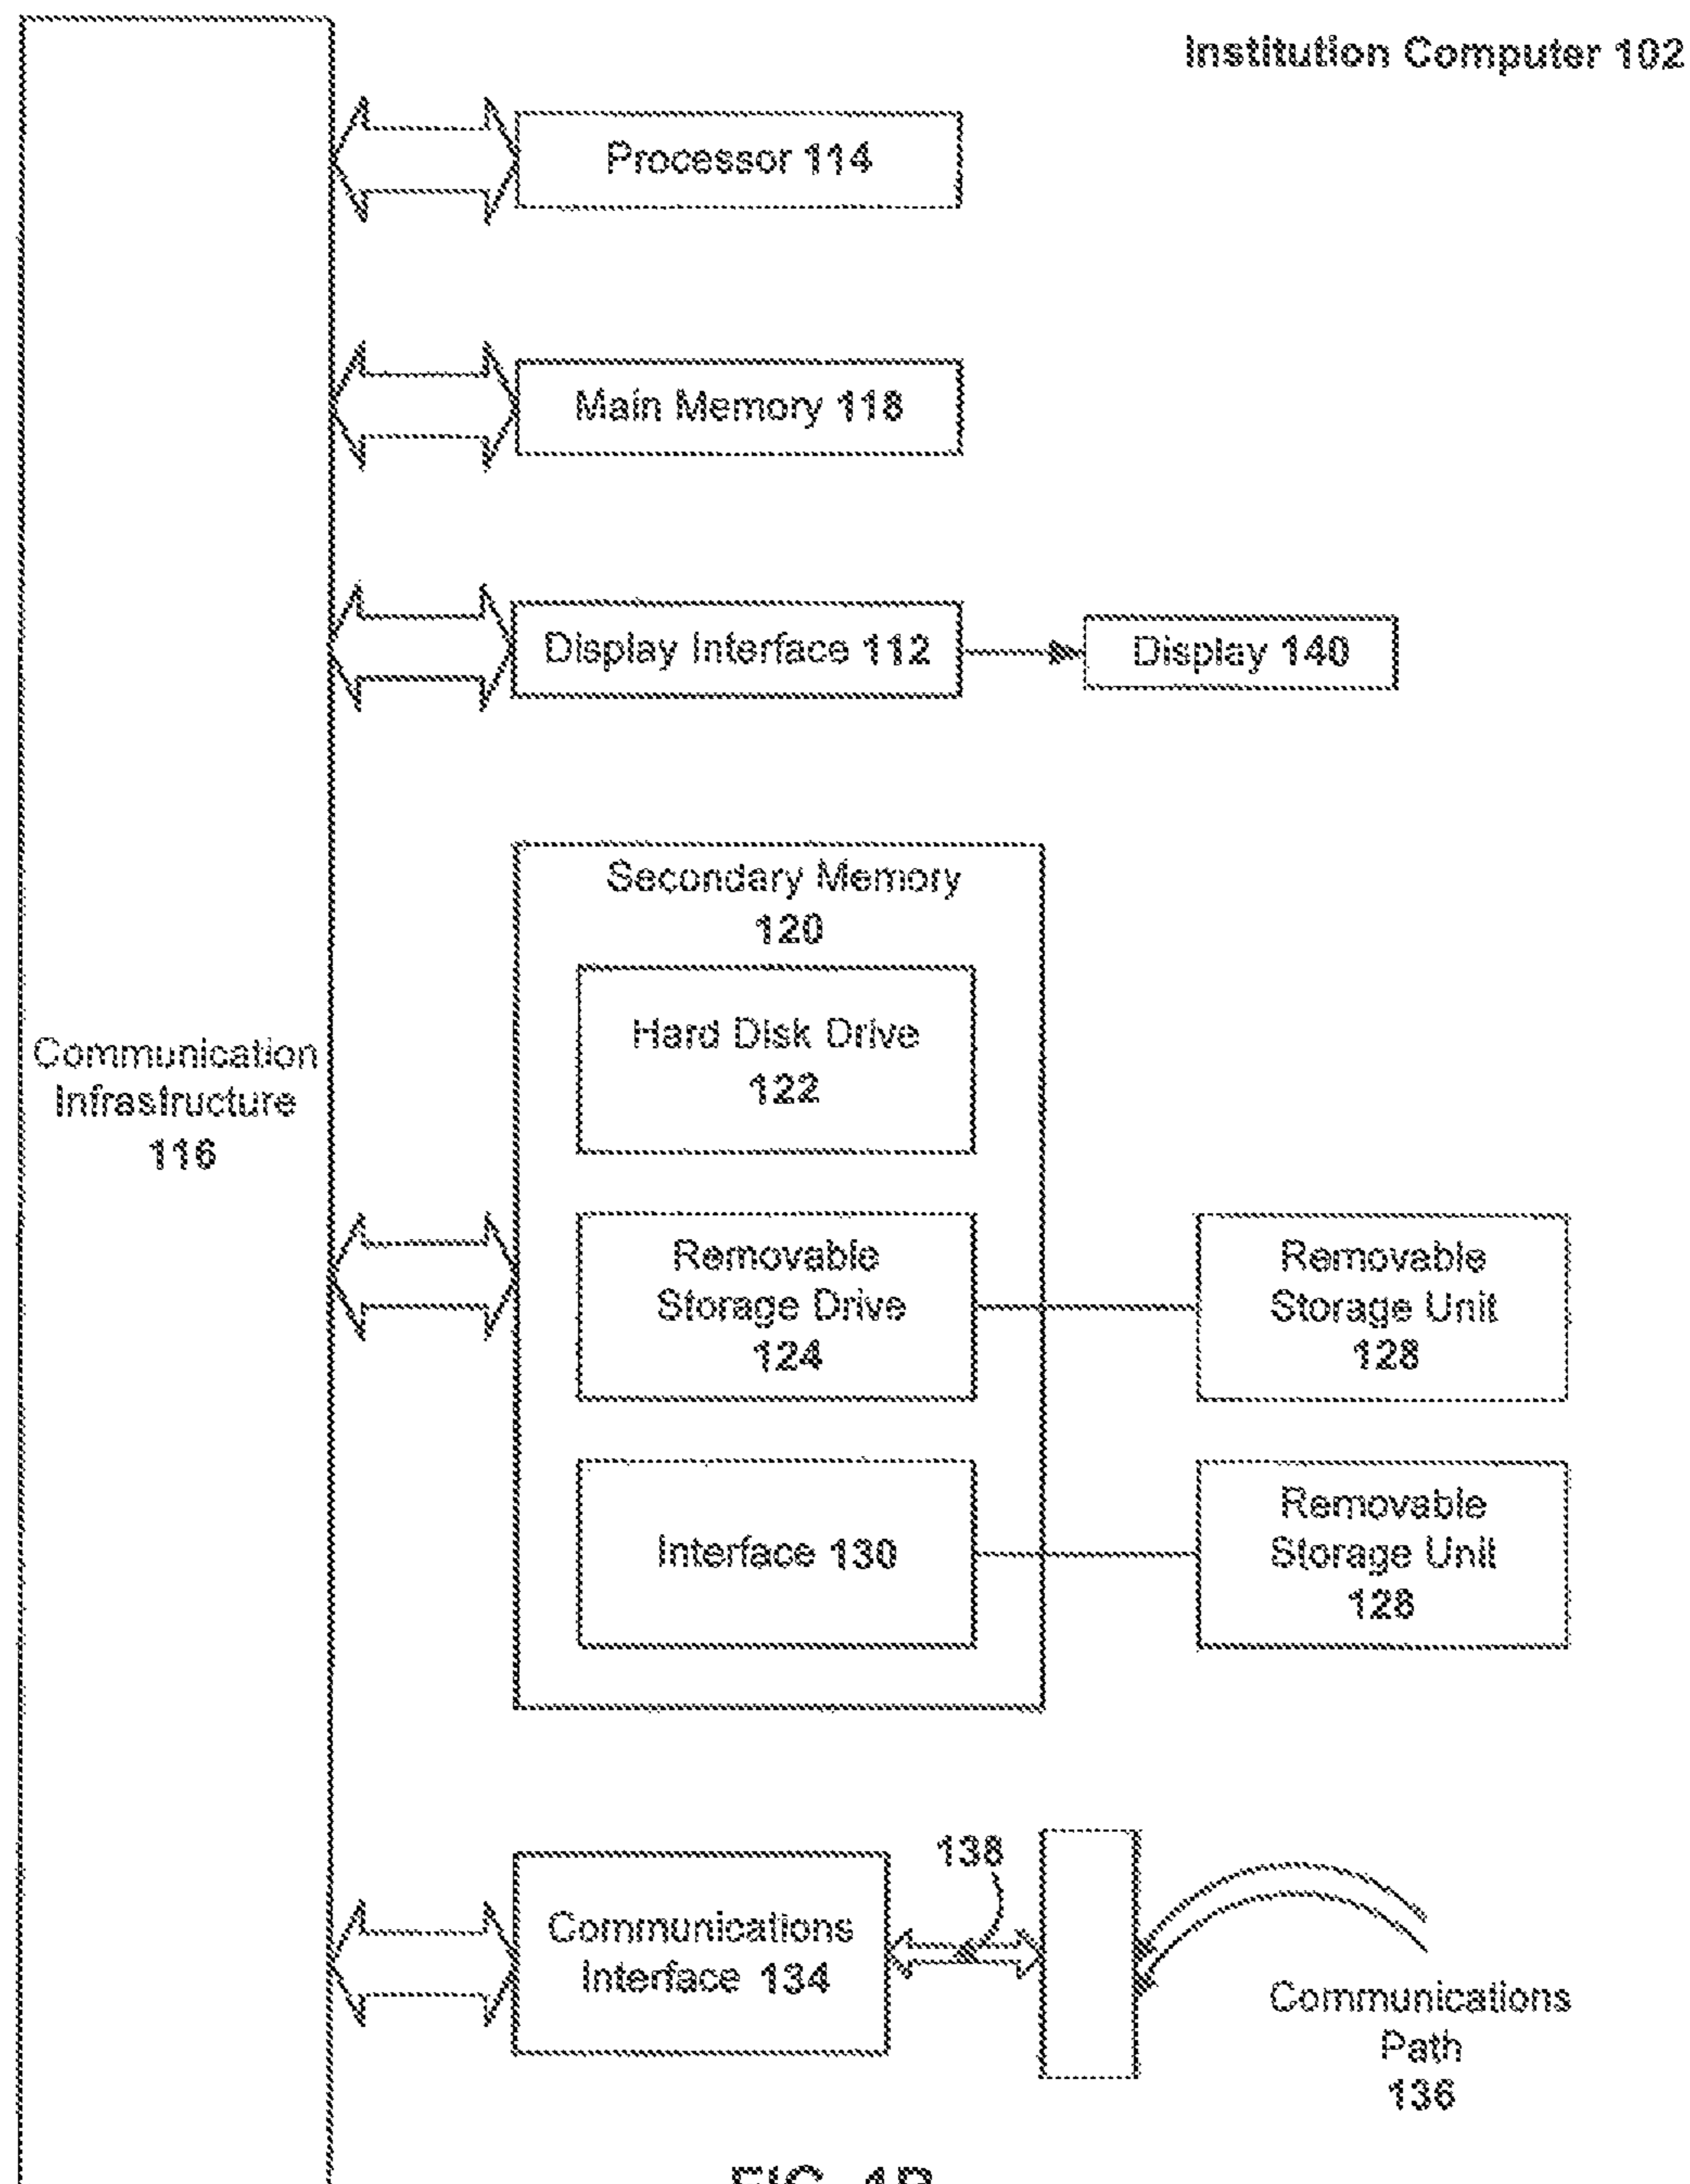 Institution Computer 102
Processor 114
Main Memory 118
Display Interface 112
Display 140
Secondary Memory
120
Hard Disk Drive
122
Communication
Infrastructure
116
Removable
Storage Drive
124
Removable
Storage Unit
128
Interface 130
Removable
Storage Unit
128
138
Communications
Interface 134
Communications
Path
136